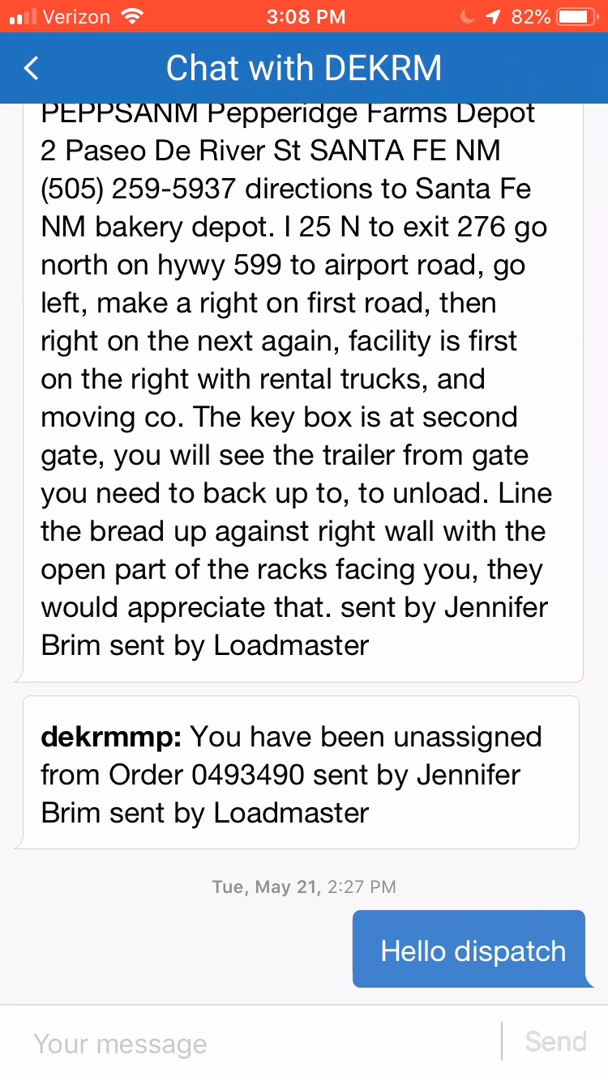 Verizon 3:08 PM 82%
Chat with DEKRM
PEPPSANM Pepperidge Farms Depot
2 Paseo De River St SANTA FE NM
(505) 259-5937 directions to Santa Fe
NM bakery depot. I 25 N to exit 276 go
north on hywy 599 to airport road, go
left, make a right on first road, then
right on the next again, facility is first
on the right with rental trucks, and
moving co. The key box is at second
gate, you will see the trailer from gate
you need to back up to, to unload. Line
the bread up against right wall with the
open part of the racks facing you, they
would appreciate that. sent by Jennifer
Brim sent by Loadmaster
dekrmmp: You have been unassigned
from Order 0493490 sent by Jennifer
Brim sent by Loadmaster
Tue, May 21, 2:27 PM
Hello dispatch
Your message
Send